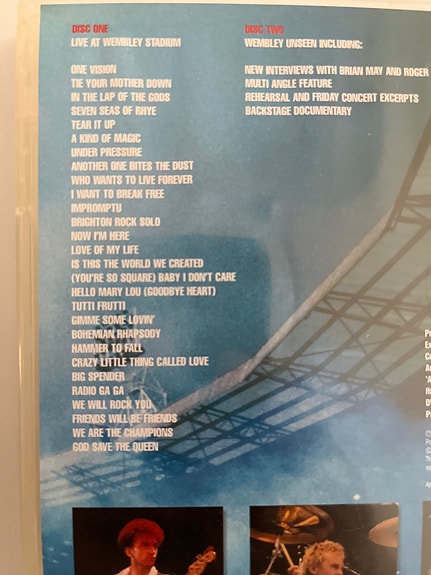 DISC ONE
LIVE AT WEMBLEY STADIUM
ONE VISION
TIE YOUR MOTHER DOWN
IN THE LAP OF THE GODS
SEVEN SEAS OF RHYE
TEAR IT UP
A KIND OF MAGIC
UNDER PRESSURE
ANOTHER ONE BITES THE DUST
WHO WANTS TO LIVE FOREVER
I WANT TO BREAK FREE
IMPROMPTU
BRIGHTON ROCK SOLO
NOW I'M HERE
LOVE OF MY LIFE
IS THIS THE WORLD WE CREATED
(YOU'RE SO SQUARE) BABY I DON'T CARE
HELLO MARY LOU (GOODBYE HEART)
TUTTI FRUTTI
GIMME SOME LOVIN'
BOHEMIAN RHAPSODY
HAMMER TO FALL
CRAZY LITTLE THING CALLED LOVE
BIG SPENDER
RADIO GA GA
WE WILL ROCK YOU
FRIENDS WILL BE FRIENDS
WE ARE THE CHAMPIONS
GOD SAVE THE QUEEN
DISC TWO
WEMBLEY UNSEEN INCLUDING:
NEW INTERVIEWS WITH BRIAN MAY AND ROGER
MULTI ANGLE FEATURE
REHEARSAL AND FRIDAY CONCERT EXCERPTS
BACKSTAGE DOCUMENTARY